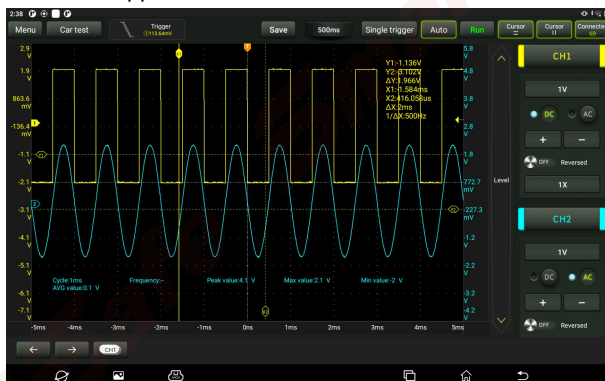 2:38
Menu
Car test
Trigger
①113.64mV
Save
500ms
Single trigger
Auto
Run
Cursor
Cursor
Connecte
2.9
V
1.9
V
863.6
mV
-136.4
mV
-1.1
V
-2.1
V
-3.1
V
-4.1
V
-5.1
V
-6.1
V
-7.1
V
Y1:-1.136V
Y2:-3.102V
ΔY:1.966V
X1:-1.584ms
X2:416.058us
ΔX:2ms
1/ΔX:500Hz
5.8
V
4.8
V
3.8
V
2.8
V
1.8
V
772.7
mV
-227.3
mV
-1.2
V
-2.2
V
-3.2
V
-4.2
V
Cycle:1ms
Frequency:--
Peak value:4.1 V
Max value:2.1 V
Min value:-2 V
AVG value:0.1 V
-5ms
-4ms
-3ms
-2ms
-1ms
0ns
1ms
2ms
3ms
4ms
5ms
Level
CH1
1V
DC
AC
+
−
OFF
Reversed
1X
CH2
1V
DC
AC
+
−
OFF
Reversed
CH1